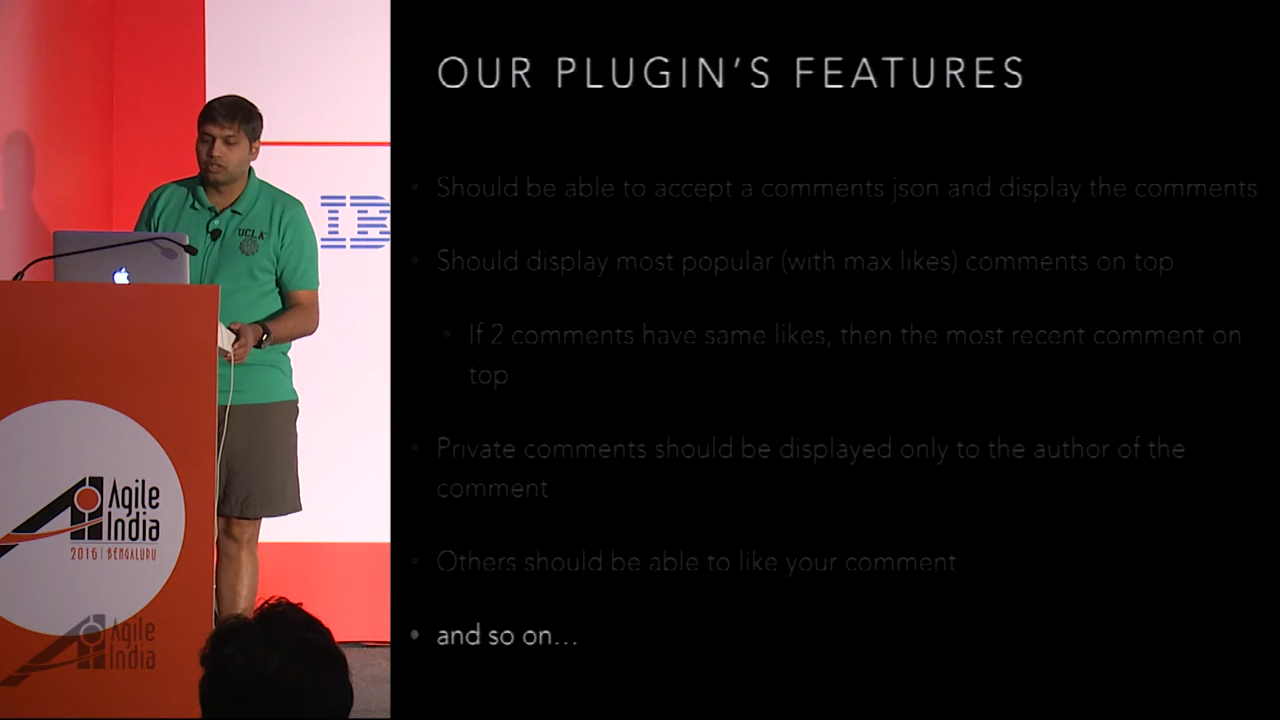 OUR PLUGIN'S FEATURES
• Should be able to accept a comments json and display the comments
• Should display most popular (with max likes) comments on top
• If 2 comments have same likes, then the most recent comment on
top
• Private comments should be displayed only to the author of the
comment
• Others should be able to like your comment
• and so on...
UCLA
IB
Agile
India
2016 | BENGALURU
Agile
India